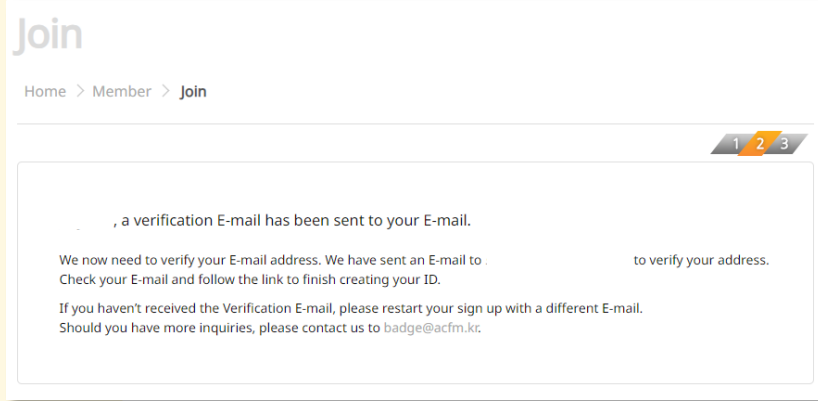 Join
Home > Member > Join
1 2 3
, a verification E-mail has been sent to your E-mail.
We now need to verify your E-mail address. We have sent an E-mail to to verify your address.
Check your E-mail and follow the link to finish creating your ID.
If you haven't received the Verification E-mail, please restart your sign up with a different E-mail.
Should you have more inquiries, please contact us to badge@acfm.kr.